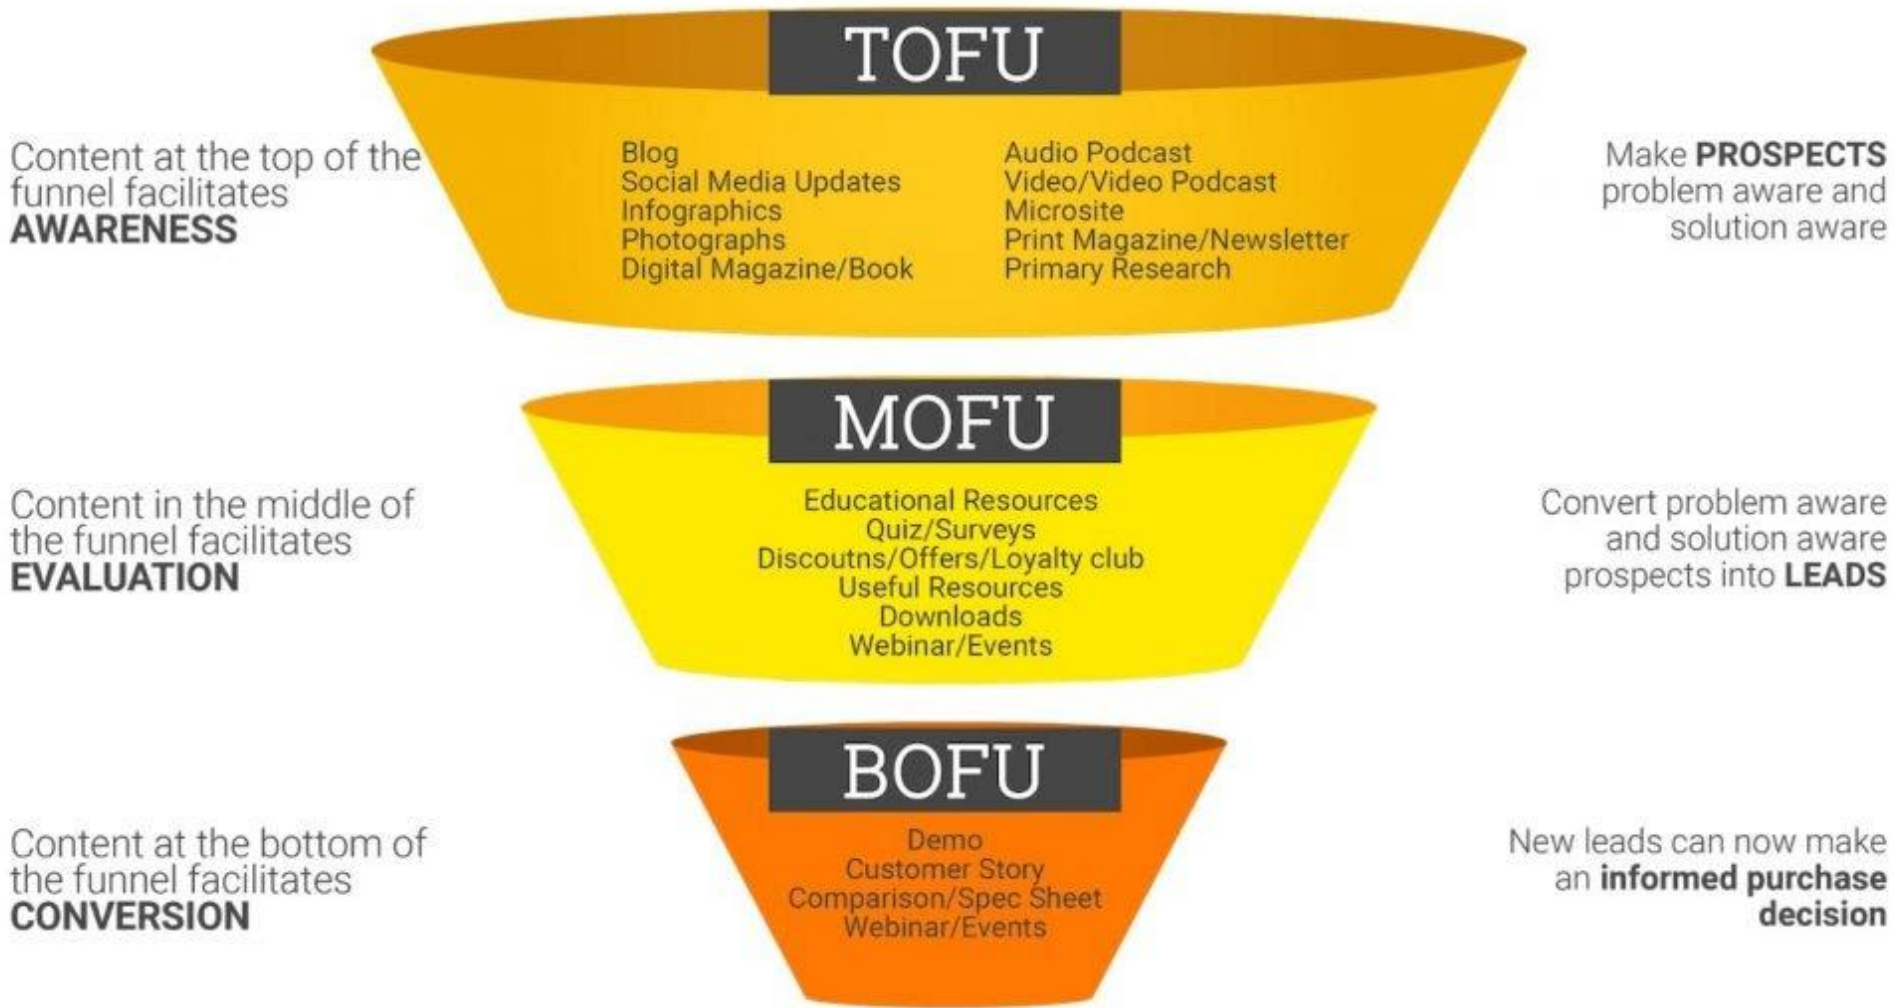 TOFU
Content at the top of the
funnel facilitates
AWARENESS
Blog
Social Media Updates
Infographics
Photographs
Digital Magazine/Book
Audio Podcast
Video/Video Podcast
Microsite
Print Magazine/Newsletter
Primary Research
Make PROSPECTS
problem aware and
solution aware
MOFU
Content in the middle of
the funnel facilitates
EVALUATION
Educational Resources
Quiz/Surveys
Discoutns/Offers/Loyalty club
Useful Resources
Downloads
Webinar/Events
Convert problem aware
and solution aware
prospects into LEADS
BOFU
Content at the bottom of
the funnel facilitates
CONVERSION
Demo
Customer Story
Comparison/Spec Sheet
Webinar/Events
New leads can now make
an informed purchase
decision